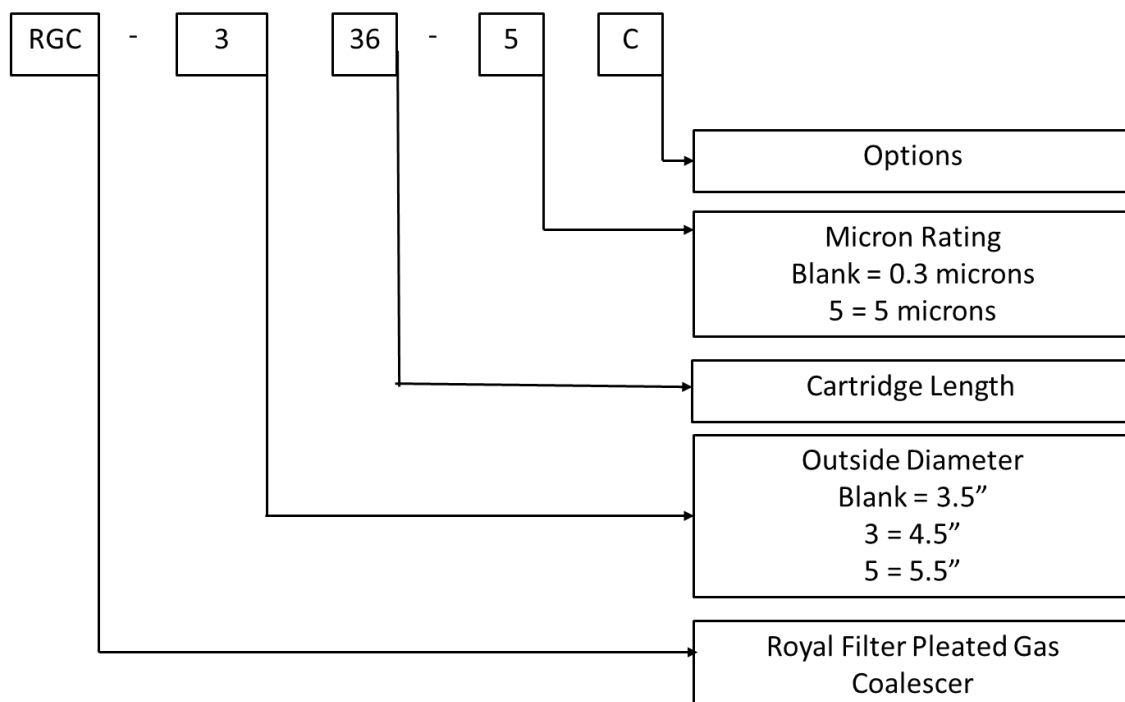 RGC - 3 36 - 5 C
Options
Micron Rating
Blank = 0.3 microns
5 = 5 microns
Cartridge Length
Outside Diameter
Blank = 3.5”
3 = 4.5”
5 = 5.5”
Royal Filter Pleated Gas
Coalescer